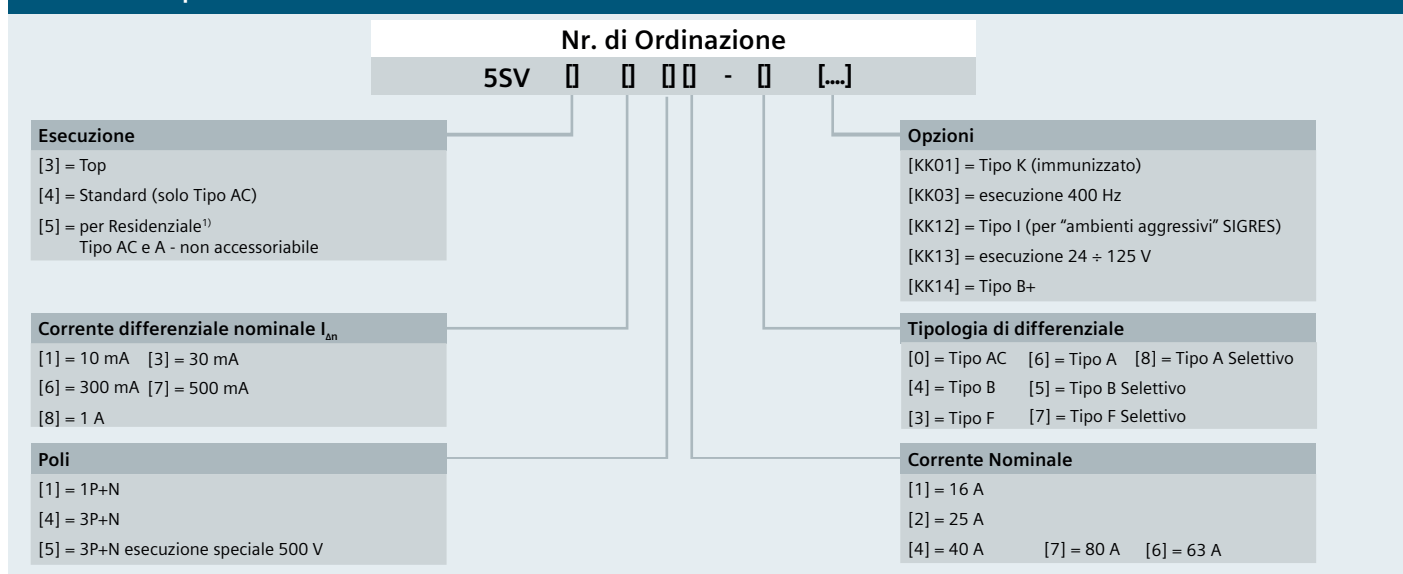 Nr. di Ordinazione
5SV [] [] [] [] - [] [....]
Esecuzione
[3] = Top
[4] = Standard (solo Tipo AC)
[5] = per Residenziale¹⁾
Tipo AC e A - non accessoriabile
Opzioni
[KK01] = Tipo K (immunizzato)
[KK03] = esecuzione 400 Hz
[KK12] = Tipo I (per “ambienti aggressivi” SIGRES)
[KK13] = esecuzione 24 ÷ 125 V
[KK14] = Tipo B+
Corrente differenziale nominale IΔn
[1] = 10 mA [3] = 30 mA
[6] = 300 mA [7] = 500 mA
[8] = 1 A
Tipologia di differenziale
[0] = Tipo AC [6] = Tipo A [8] = Tipo A Selettivo
[4] = Tipo B [5] = Tipo B Selettivo
[3] = Tipo F [7] = Tipo F Selettivo
Poli
[1] = 1P+N
[4] = 3P+N
[5] = 3P+N esecuzione speciale 500 V
Corrente Nominale
[1] = 16 A
[2] = 25 A
[4] = 40 A [7] = 80 A [6] = 63 A